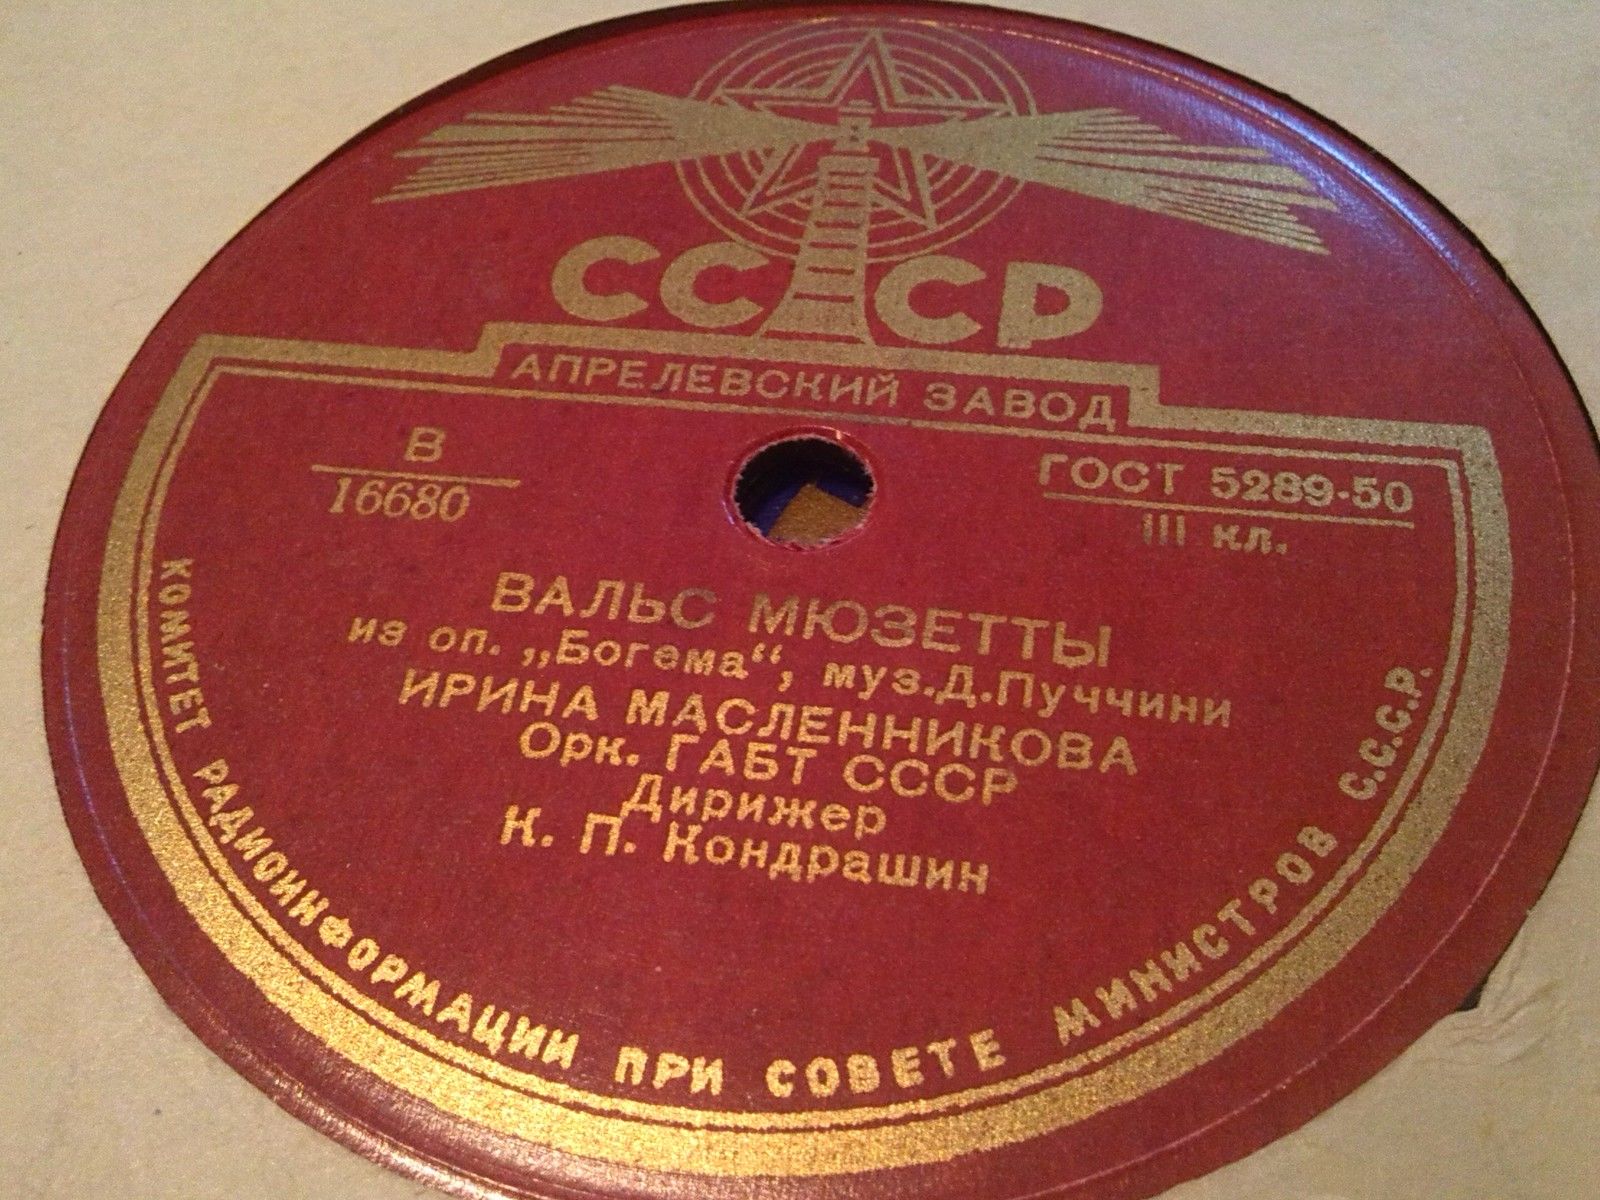 СССР
АПРЕЛЕВСКИЙ ЗАВОД
В
16680
ГОСТ 5289-50
III кл.
ВАЛЬС МЮЗЕТТЫ
из оп. „Богема“, муз.Д.Пуччини
ИРИНА МАСЛЕННИКОВА
Орк. ГАБТ СССР
Дирижер
К. П. Кондрашин
КОМИТЕТ РАДИОИНФОРМАЦИИ ПРИ СОВЕТЕ МИНИСТРОВ С.С.С.Р.